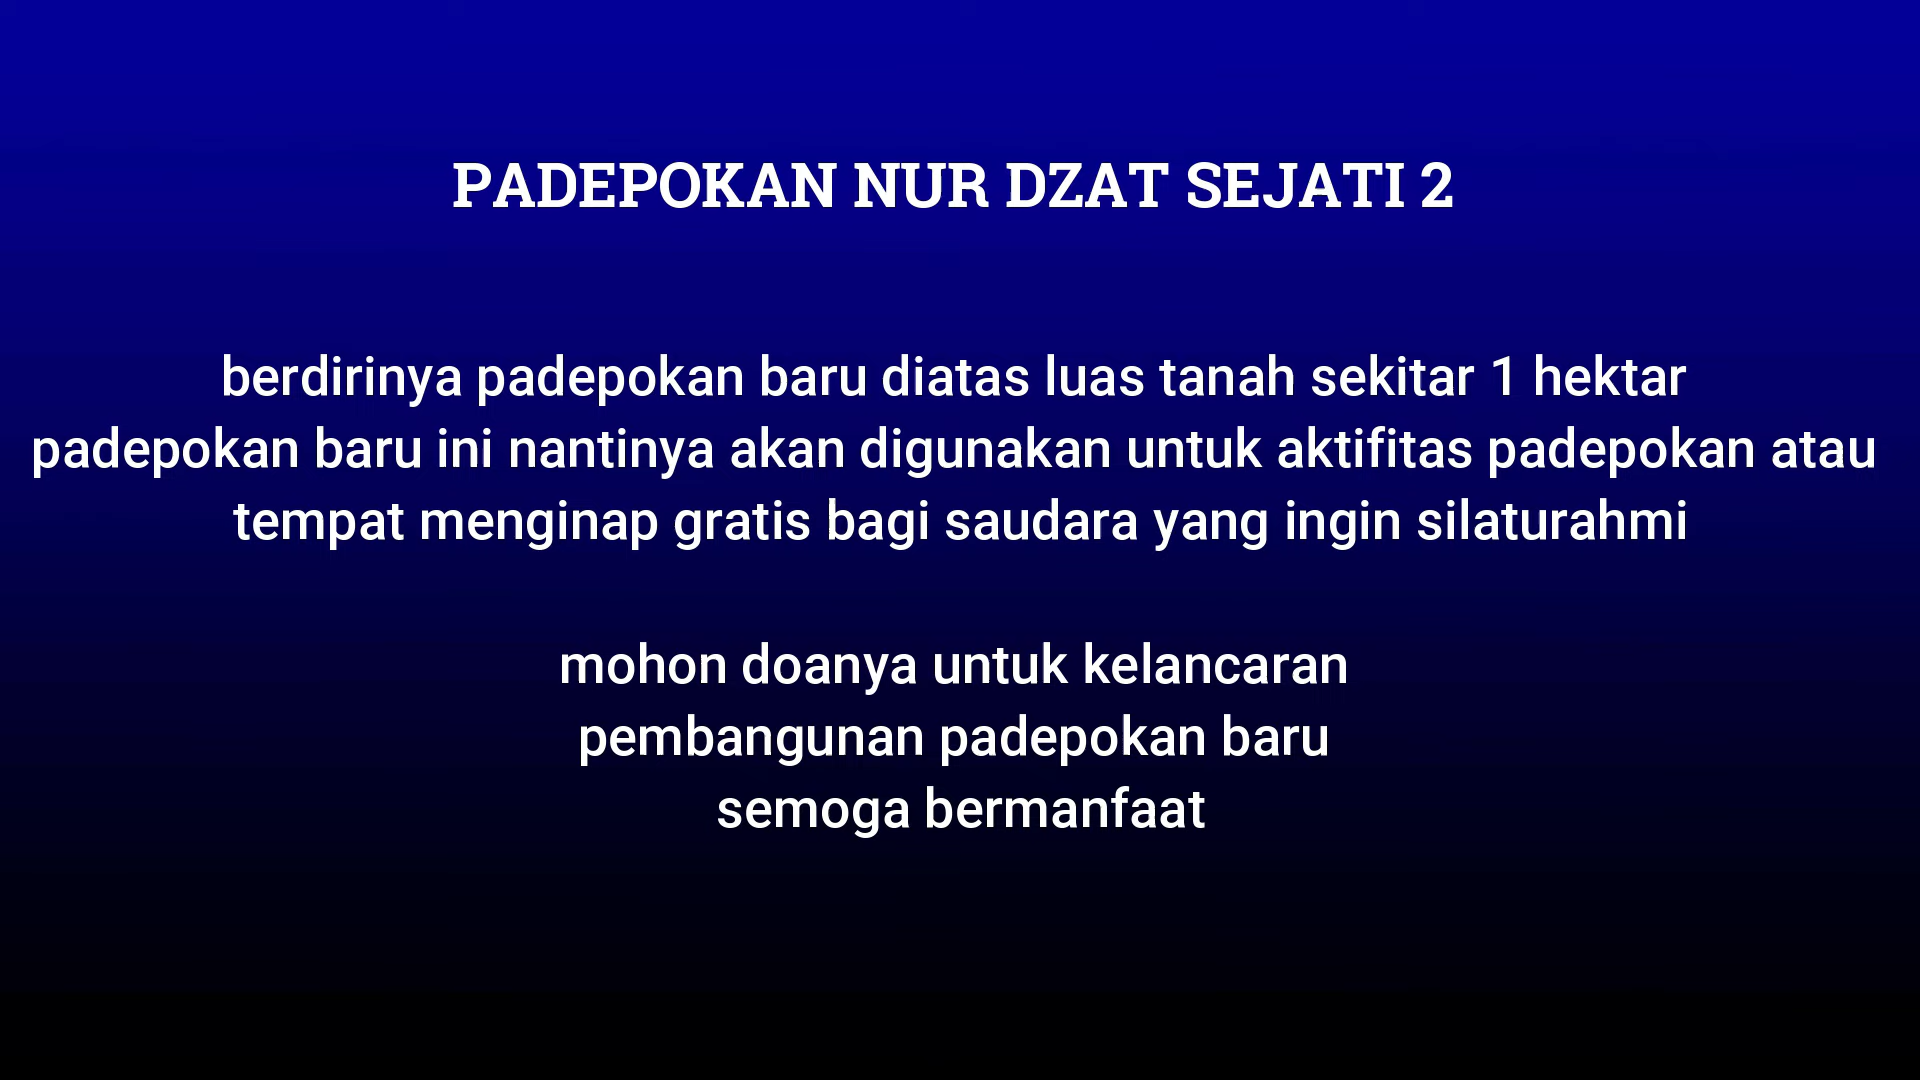 PADEPOKAN NUR DZAT SEJATI 2
berdirinya padepokan baru diatas luas tanah sekitar 1 hektar
padepokan baru ini nantinya akan digunakan untuk aktifitas padepokan atau
tempat menginap gratis bagi saudara yang ingin silaturahmi
mohon doanya untuk kelancaran
pembangunan padepokan baru
semoga bermanfaat